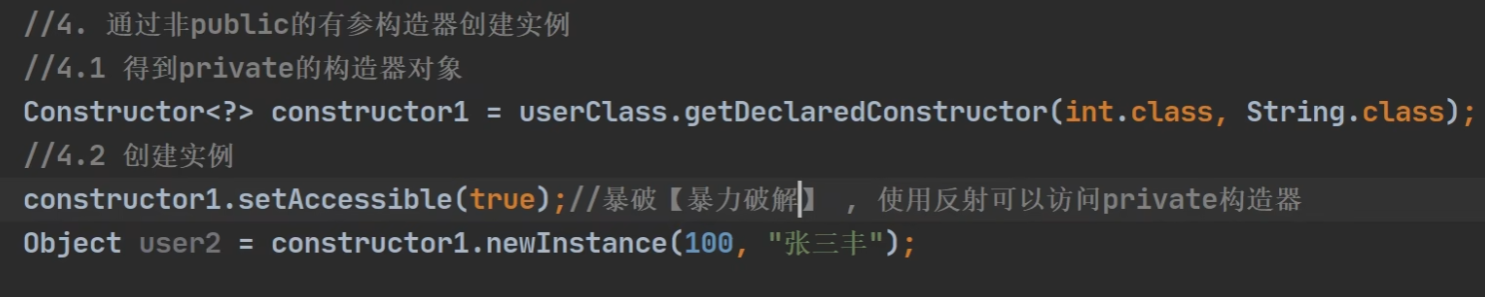 //4. 通过非public的有参构造器创建实例
//4.1 得到private的构造器对象
Constructor<?> constructor1 = userClass.getDeclaredConstructor(int.class, String.class);
//4.2 创建实例
constructor1.setAccessible(true);//暴破【暴力破解】 , 使用反射可以访问private构造器
Object user2 = constructor1.newInstance(100, "张三丰");